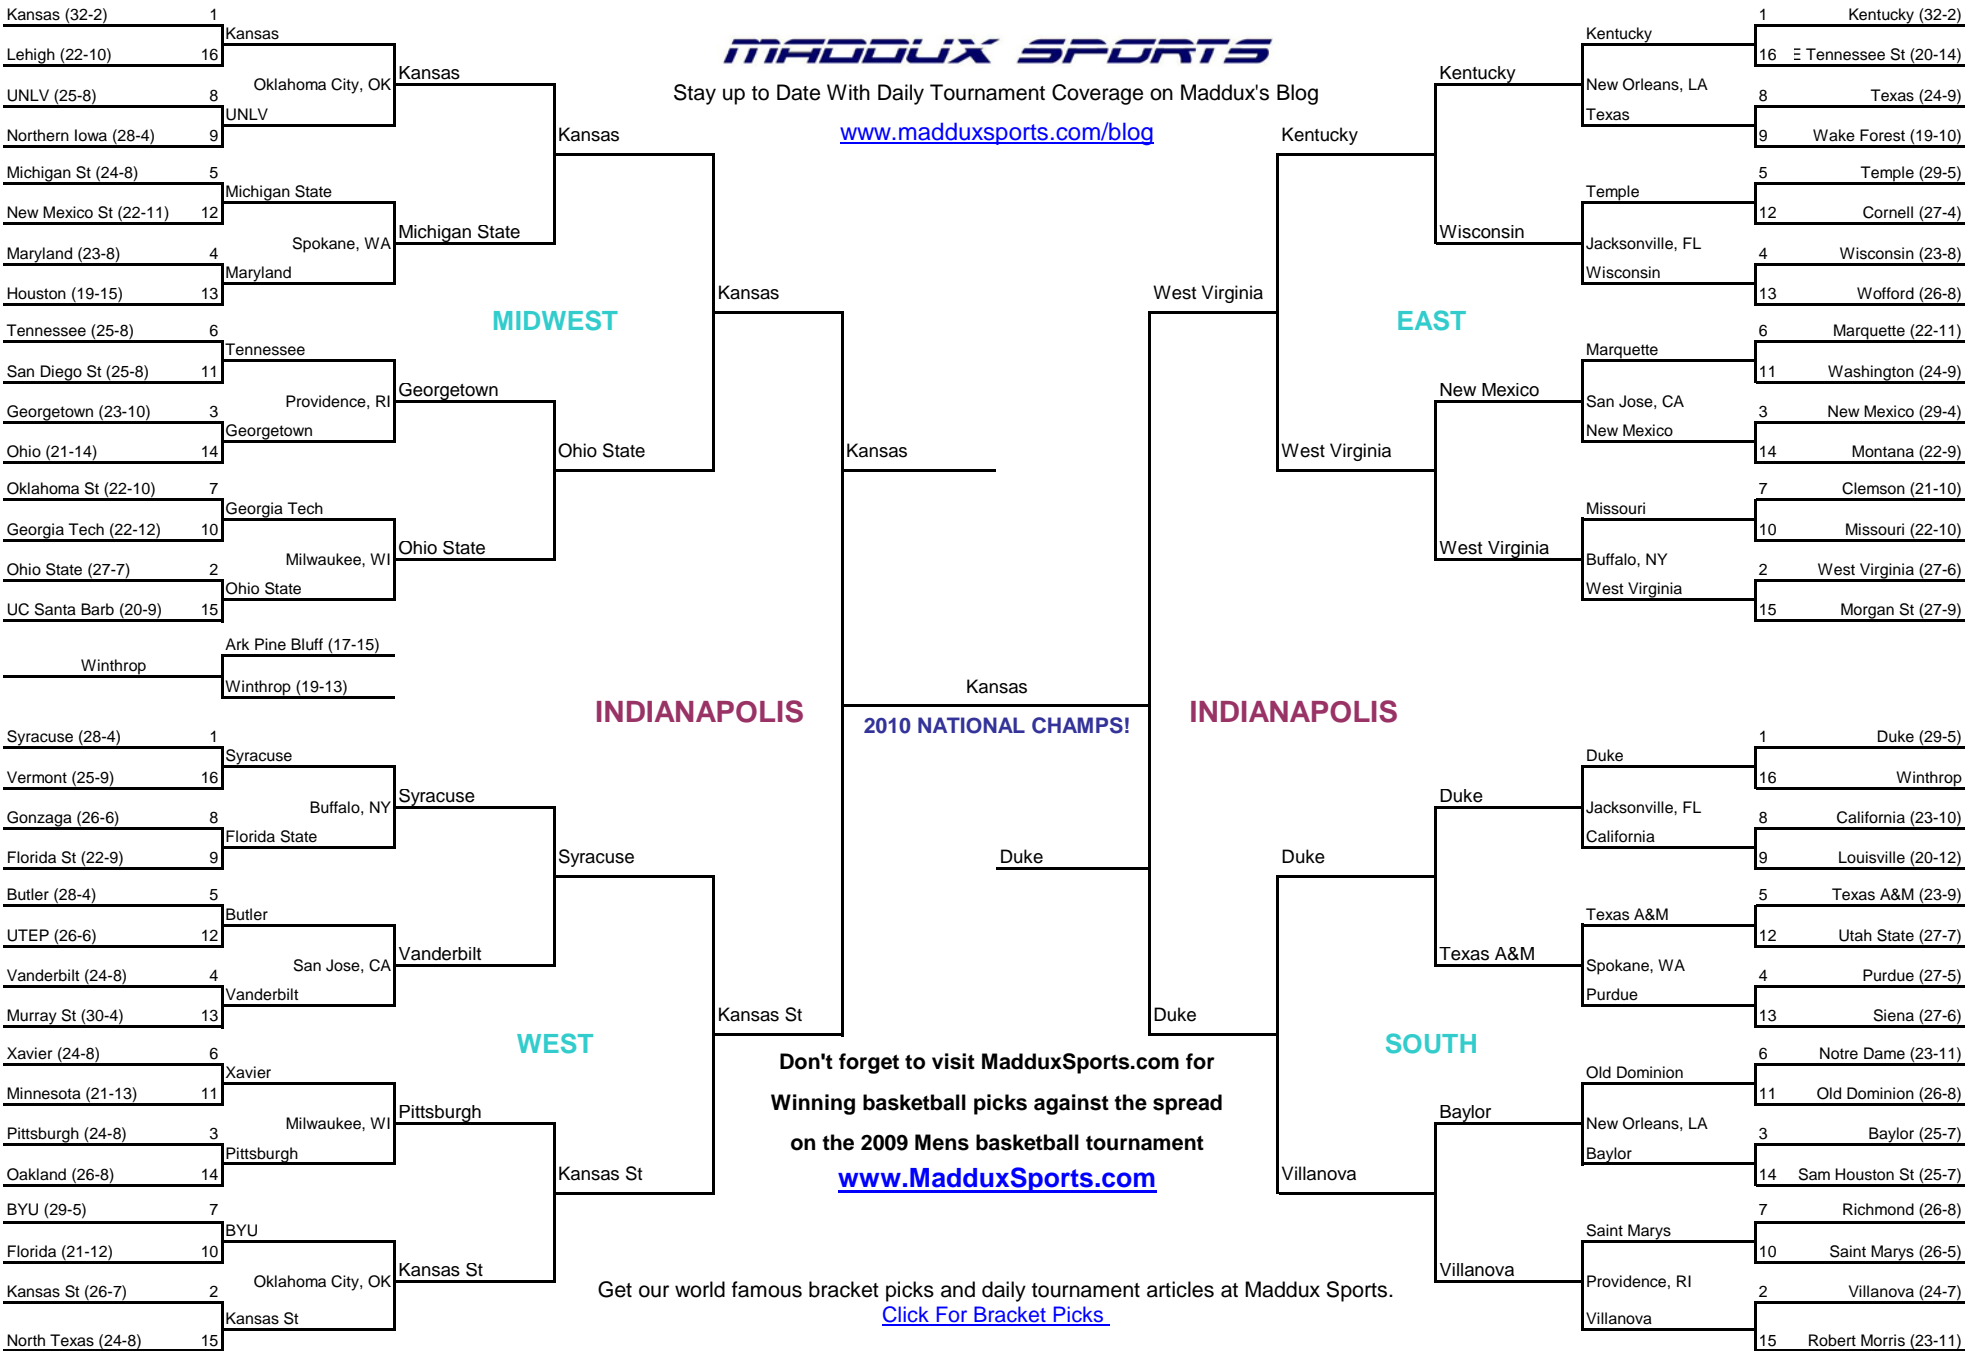 MADDUX SPORTS
Stay up to Date With Daily Tournament Coverage on Maddux's Blog
www.madduxsports.com/blog
Kansas (32-2) 1
Lehigh (22-10) 16
UNLV (25-8) 8
Northern Iowa (28-4) 9
Michigan St (24-8) 5
New Mexico St (22-11) 12
Maryland (23-8) 4
Houston (19-15) 13
Tennessee (25-8) 6
San Diego St (25-8) 11
Georgetown (23-10) 3
Ohio (21-14) 14
Oklahoma St (22-10) 7
Georgia Tech (22-12) 10
Ohio State (27-7) 2
UC Santa Barb (20-9) 15
Kansas
Oklahoma City, OK
UNLV
Michigan State
Spokane, WA
Maryland
Tennessee
Providence, RI
Georgetown
Georgia Tech
Milwaukee, WI
Ohio State
Kansas
Michigan State
Georgetown
Ohio State
Kansas
Ohio State
Kansas
MIDWEST
Kansas
Ark Pine Bluff (17-15)
Winthrop
Winthrop (19-13)
INDIANAPOLIS
Syracuse (28-4) 1
Vermont (25-9) 16
Gonzaga (26-6) 8
Florida St (22-9) 9
Butler (28-4) 5
UTEP (26-6) 12
Vanderbilt (24-8) 4
Murray St (30-4) 13
Xavier (24-8) 6
Minnesota (21-13) 11
Pittsburgh (24-8) 3
Oakland (26-8) 14
BYU (29-5) 7
Florida (21-12) 10
Kansas St (26-7) 2
North Texas (24-8) 15
Syracuse
Buffalo, NY
Florida State
Butler
San Jose, CA
Vanderbilt
Xavier
Milwaukee, WI
Pittsburgh
BYU
Oklahoma City, OK
Kansas St
Syracuse
Vanderbilt
Pittsburgh
Kansas St
Syracuse
Kansas St
Kansas St
WEST
Kansas
2010 NATIONAL CHAMPS!
1 Kentucky (32-2)
16 E Tennessee St (20-14)
8 Texas (24-9)
9 Wake Forest (19-10)
5 Temple (29-5)
12 Cornell (27-4)
4 Wisconsin (23-8)
13 Wofford (26-8)
6 Marquette (22-11)
11 Washington (24-9)
3 New Mexico (29-4)
14 Montana (22-9)
7 Clemson (21-10)
10 Missouri (22-10)
2 West Virginia (27-6)
15 Morgan St (27-9)
Kentucky
New Orleans, LA
Texas
Temple
Jacksonville, FL
Wisconsin
Marquette
San Jose, CA
New Mexico
Missouri
Buffalo, NY
West Virginia
Kentucky
Wisconsin
New Mexico
West Virginia
Kentucky
West Virginia
West Virginia
EAST
INDIANAPOLIS
1 Duke (29-5)
16 Winthrop
8 California (23-10)
9 Louisville (20-12)
5 Texas A&M (23-9)
12 Utah State (27-7)
4 Purdue (27-5)
13 Siena (27-6)
6 Notre Dame (23-11)
11 Old Dominion (26-8)
3 Baylor (25-7)
14 Sam Houston St (25-7)
7 Richmond (26-8)
10 Saint Marys (26-5)
2 Villanova (24-7)
15 Robert Morris (23-11)
Duke
Jacksonville, FL
California
Texas A&M
Spokane, WA
Purdue
Old Dominion
New Orleans, LA
Baylor
Saint Marys
Providence, RI
Villanova
Duke
Texas A&M
Baylor
Villanova
Duke
Villanova
Duke
SOUTH
Duke
Don't forget to visit MadduxSports.com for
Winning basketball picks against the spread
on the 2009 Mens basketball tournament
www.MadduxSports.com
Get our world famous bracket picks and daily tournament articles at Maddux Sports.
Click For Bracket Picks